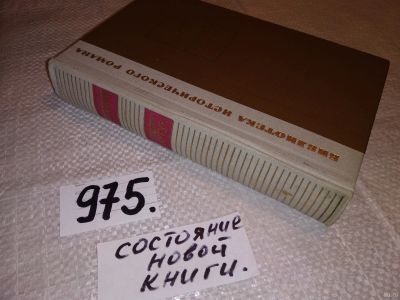 БИБЛИОТЕКА ИСТОРИЧЕСКОГО РОМАНА
975.
СОСТОЯНИЕ
НОВОЙ
КНИГИ.